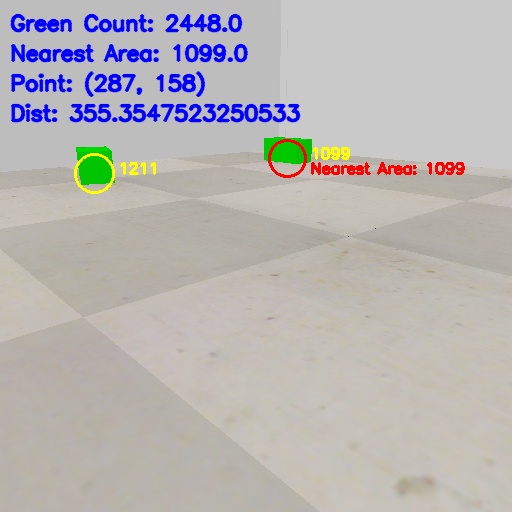 Green Count: 2448.0
Nearest Area: 1099.0
Point: (287, 158)
Dist: 355.3547523250533
1099
1211
Nearest Area: 1099